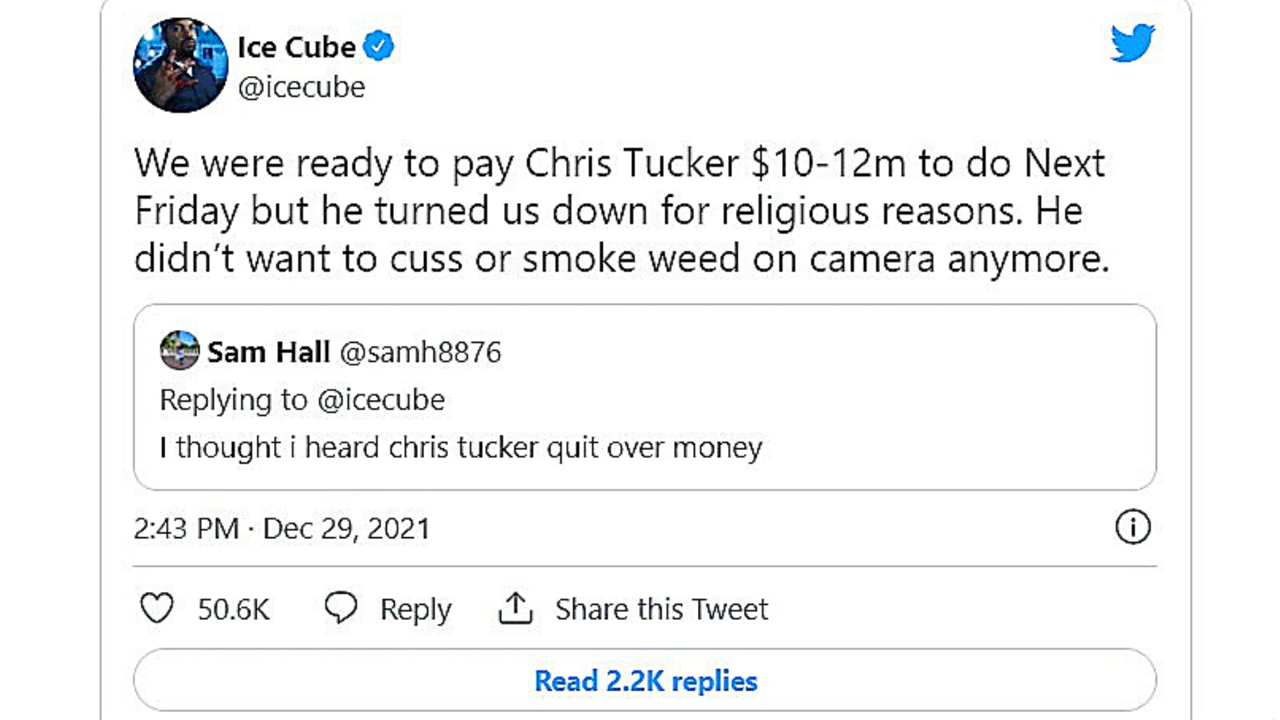 Ice Cube
@icecube
We were ready to pay Chris Tucker $10-12m to do Next
Friday but he turned us down for religious reasons. He
didn’t want to cuss or smoke weed on camera anymore.
Sam Hall @samh8876
Replying to @icecube
I thought i heard chris tucker quit over money
2:43 PM · Dec 29, 2021
50.6K Reply Share this Tweet
Read 2.2K replies